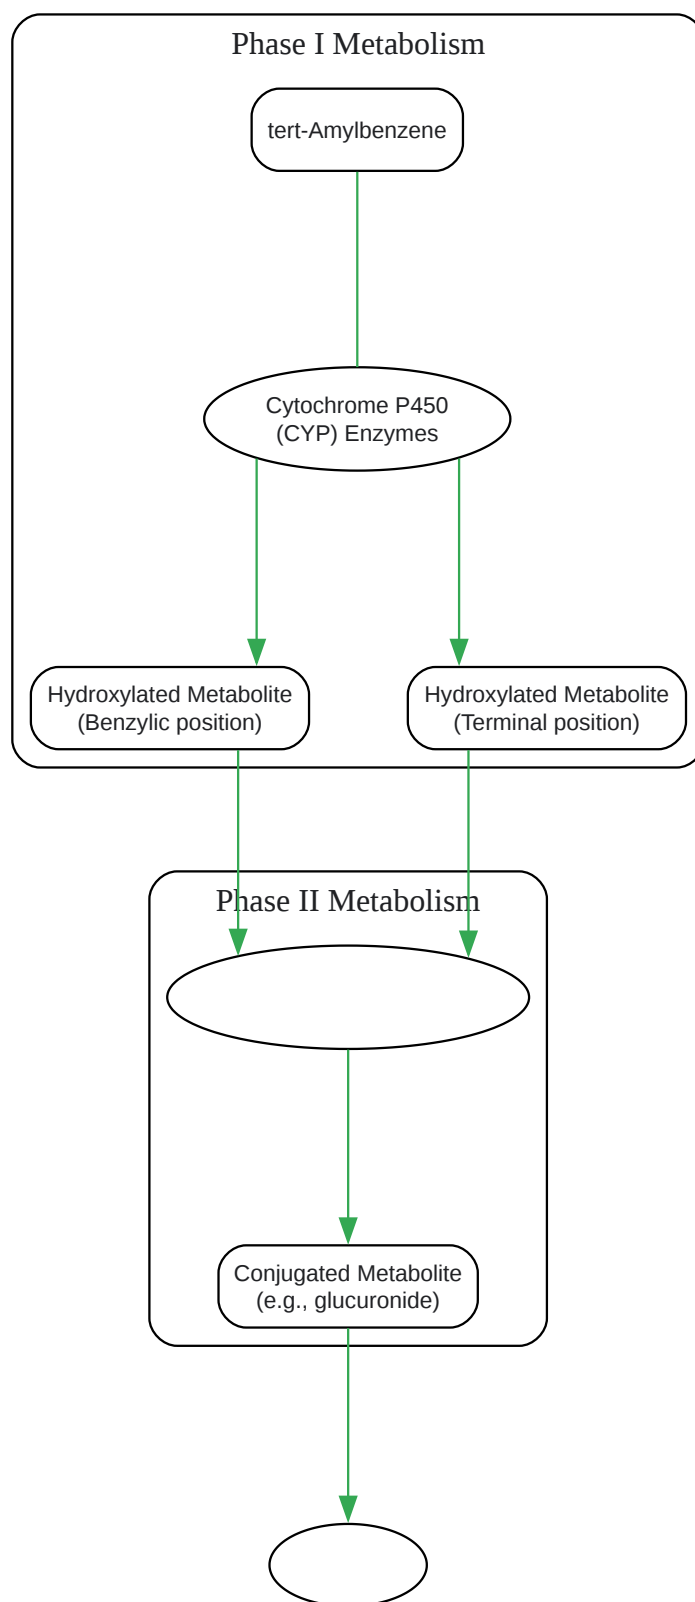 Phase I Metabolism
tert-Amylbenzene
Cytochrome P450
(CYP) Enzymes
Hydroxylated Metabolite
(Benzylic position)
Hydroxylated Metabolite
(Terminal position)
Phase II Metabolism
Conjugated Metabolite
(e.g., glucuronide)